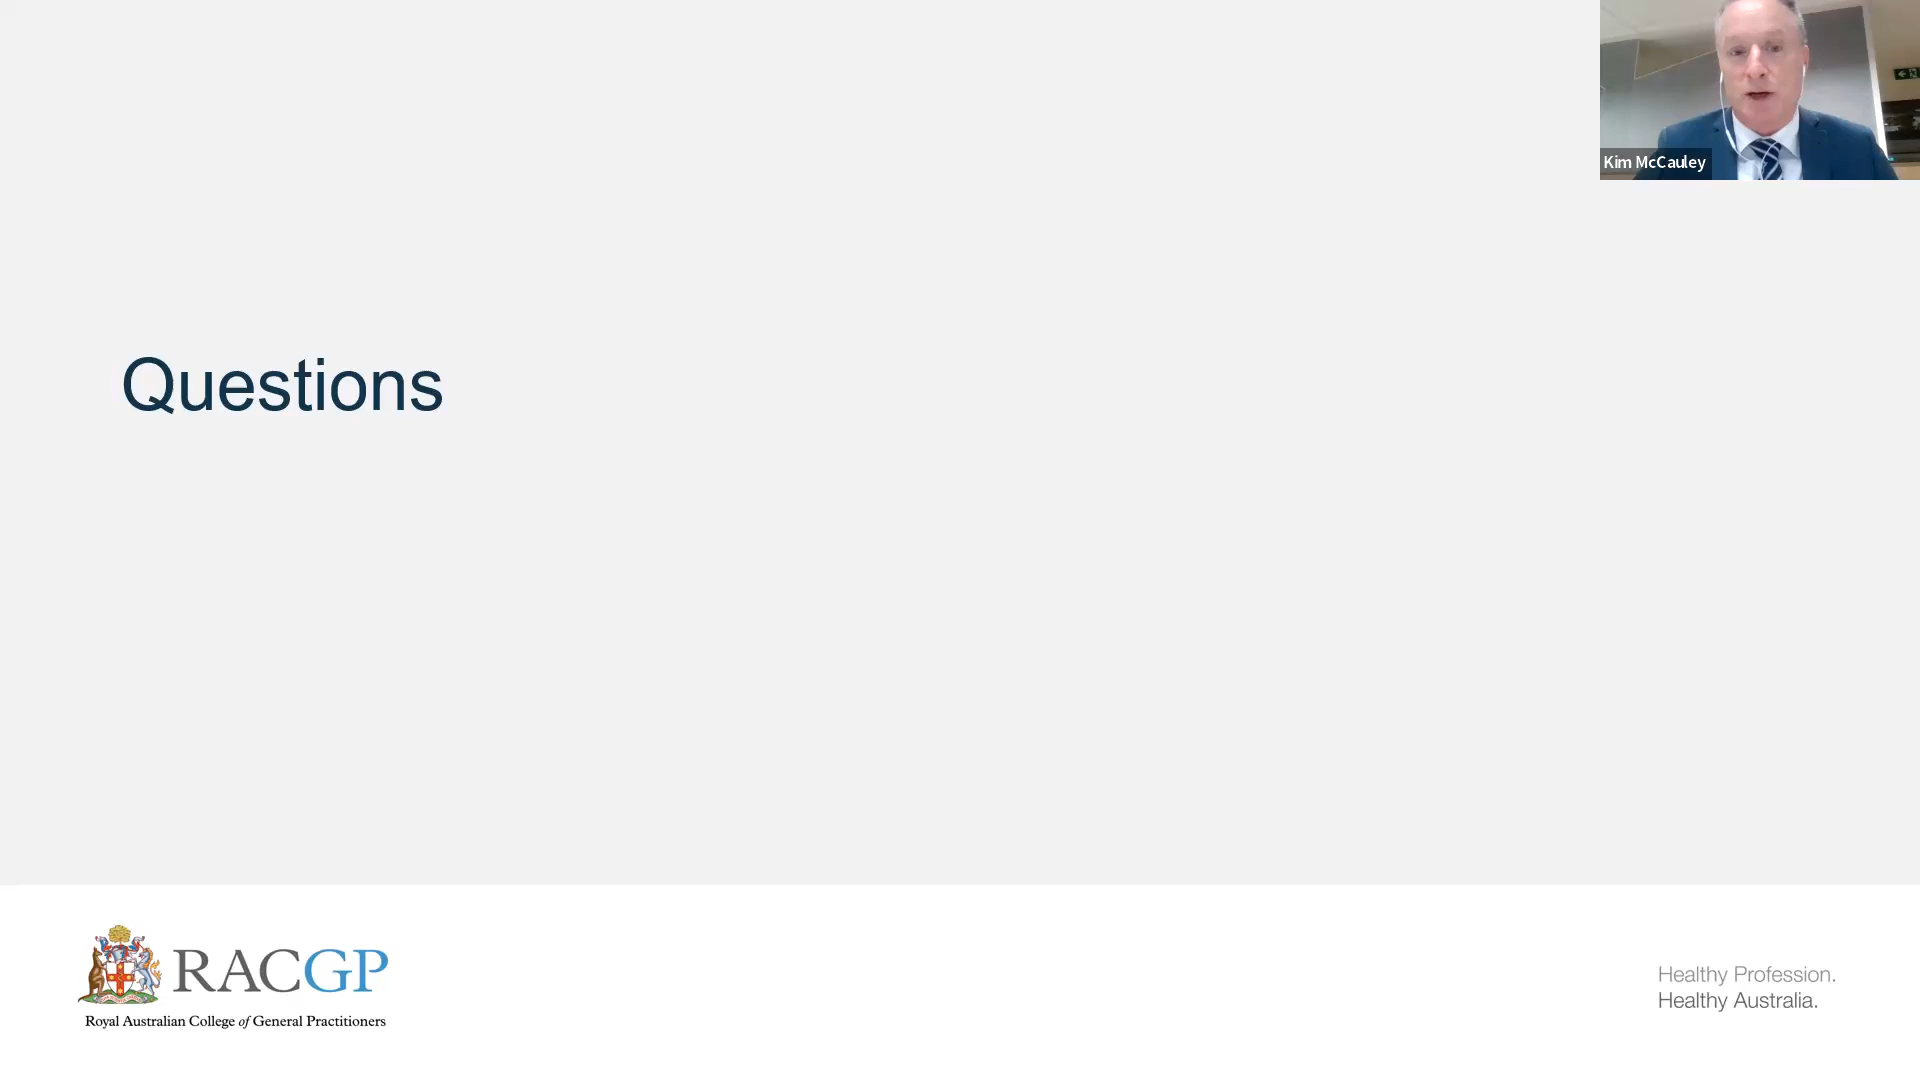 Kim McCauley
Questions
RACGP
Royal Australian College of General Practitioners
Healthy Profession.
Healthy Australia.